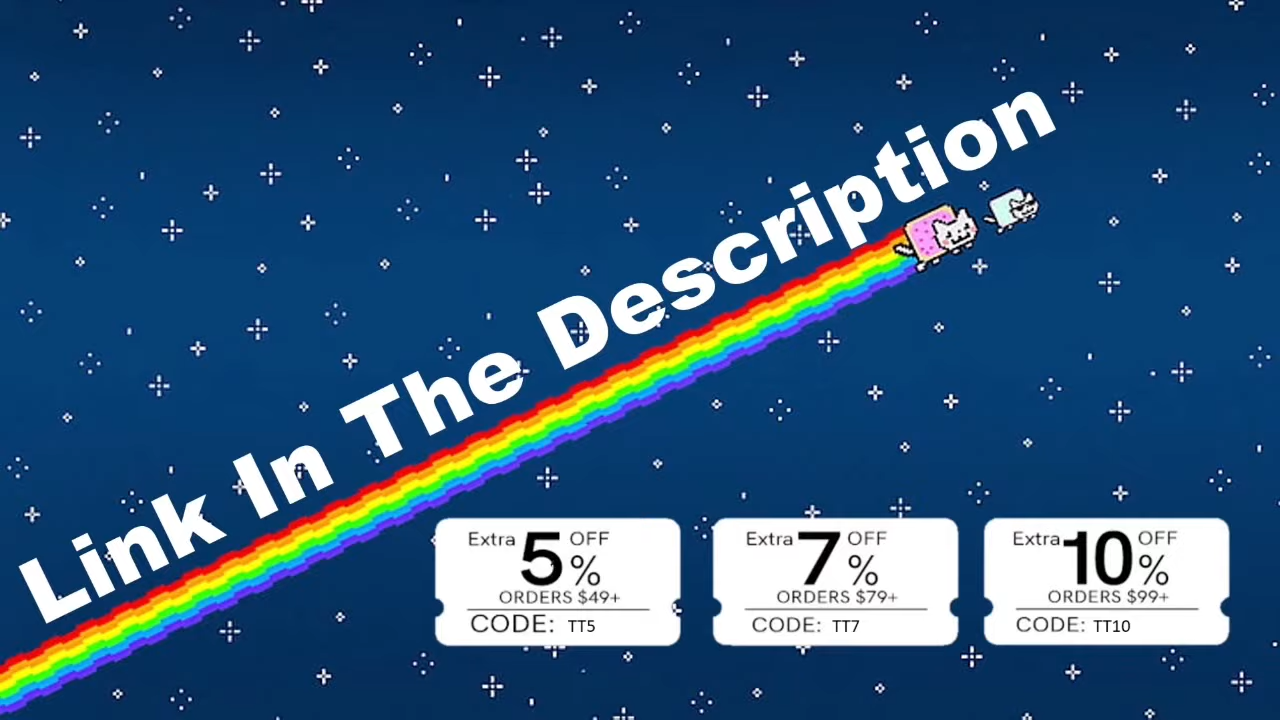 Link In The Description
Extra 5% OFF
ORDERS $49+
CODE: TT5
Extra 7% OFF
ORDERS $79+
CODE: TT7
Extra 10% OFF
ORDERS $99+
CODE: TT10